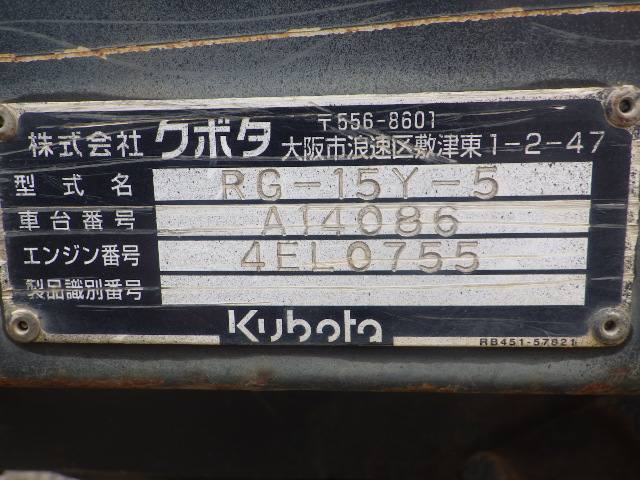 株式会社 クボタ 〒556-8601
大阪市浪速区敷津東1-2-47
型式名 RG-15Y-5
車台番号 A14086
エンジン番号 4EL0755
製品識別番号
Kubota
RB451-57821